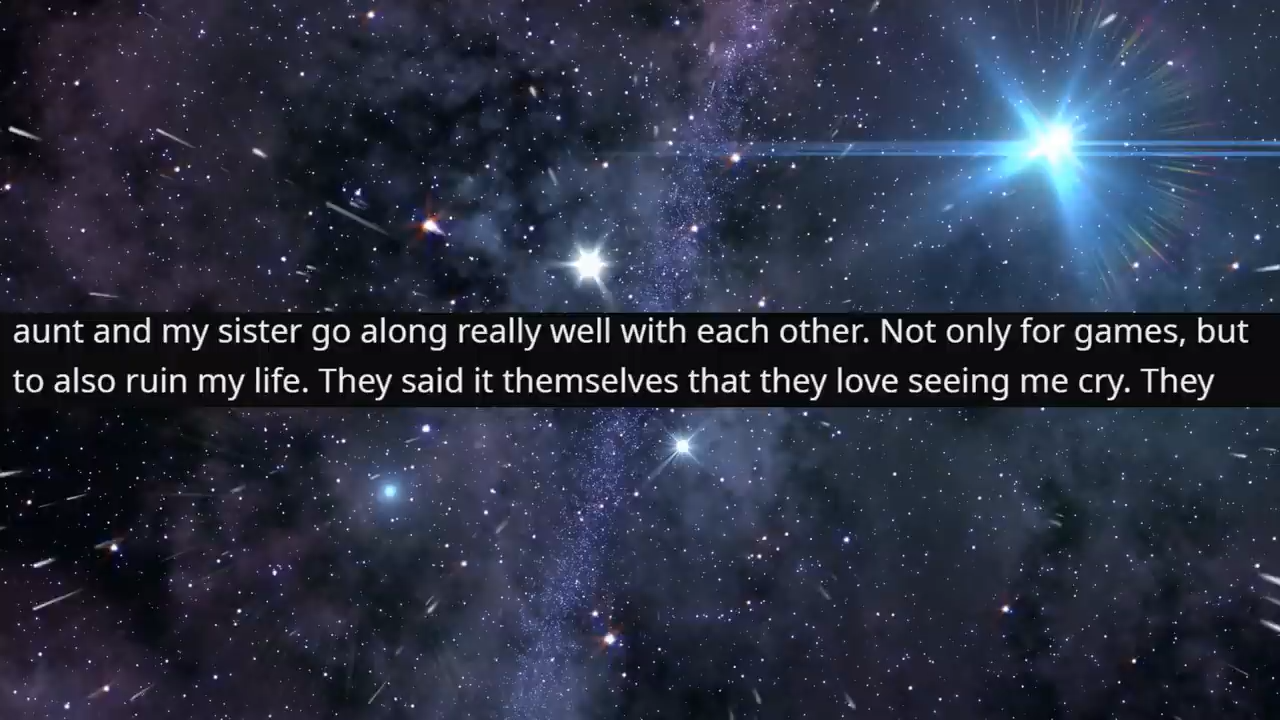 aunt and my sister go along really well with each other. Not only for games, but
to also ruin my life. They said it themselves that they love seeing me cry. They